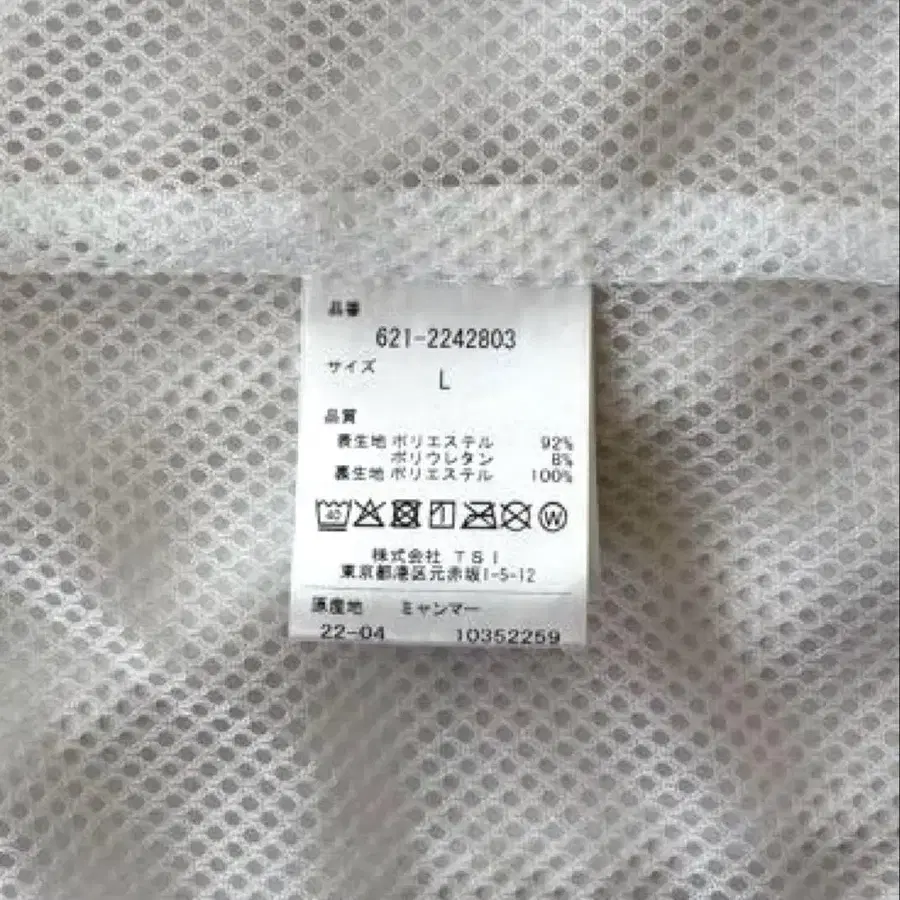 品番
621-2242803
サイズ
L
品質
表生地 ポリエステル 92%
ポリウレタン 8%
裏生地 ポリエステル 100%
40 W
株式会社 TSI
東京都港区元赤坂1-5-12
原産地 ミャンマー
22-04 10352259